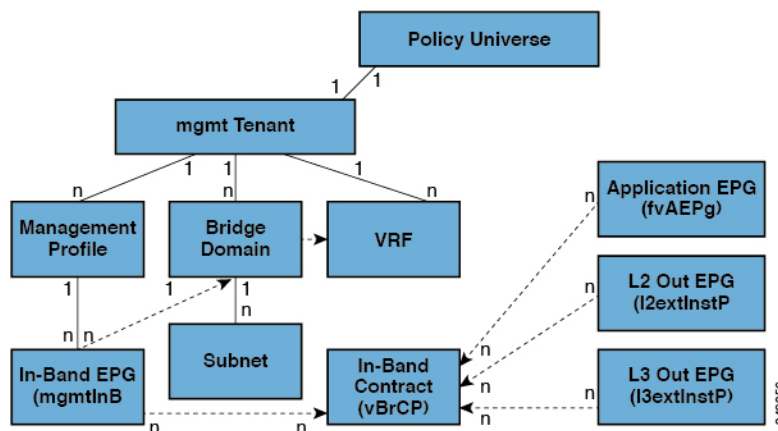 Policy Universe
1
1
mgmt Tenant
1
1
1
n
n
n
Management
Profile
Bridge
Domain
VRF
Application EPG
(fvAEPg)
n
1
1
1
n
L2 Out EPG
(l2extInstP
n
n
n
n
In-Band EPG
(mgmtInB
Subnet
In-Band
Contract
(vBrCP)
n
n
n
n
L3 Out EPG
(l3extInstP)
n
n